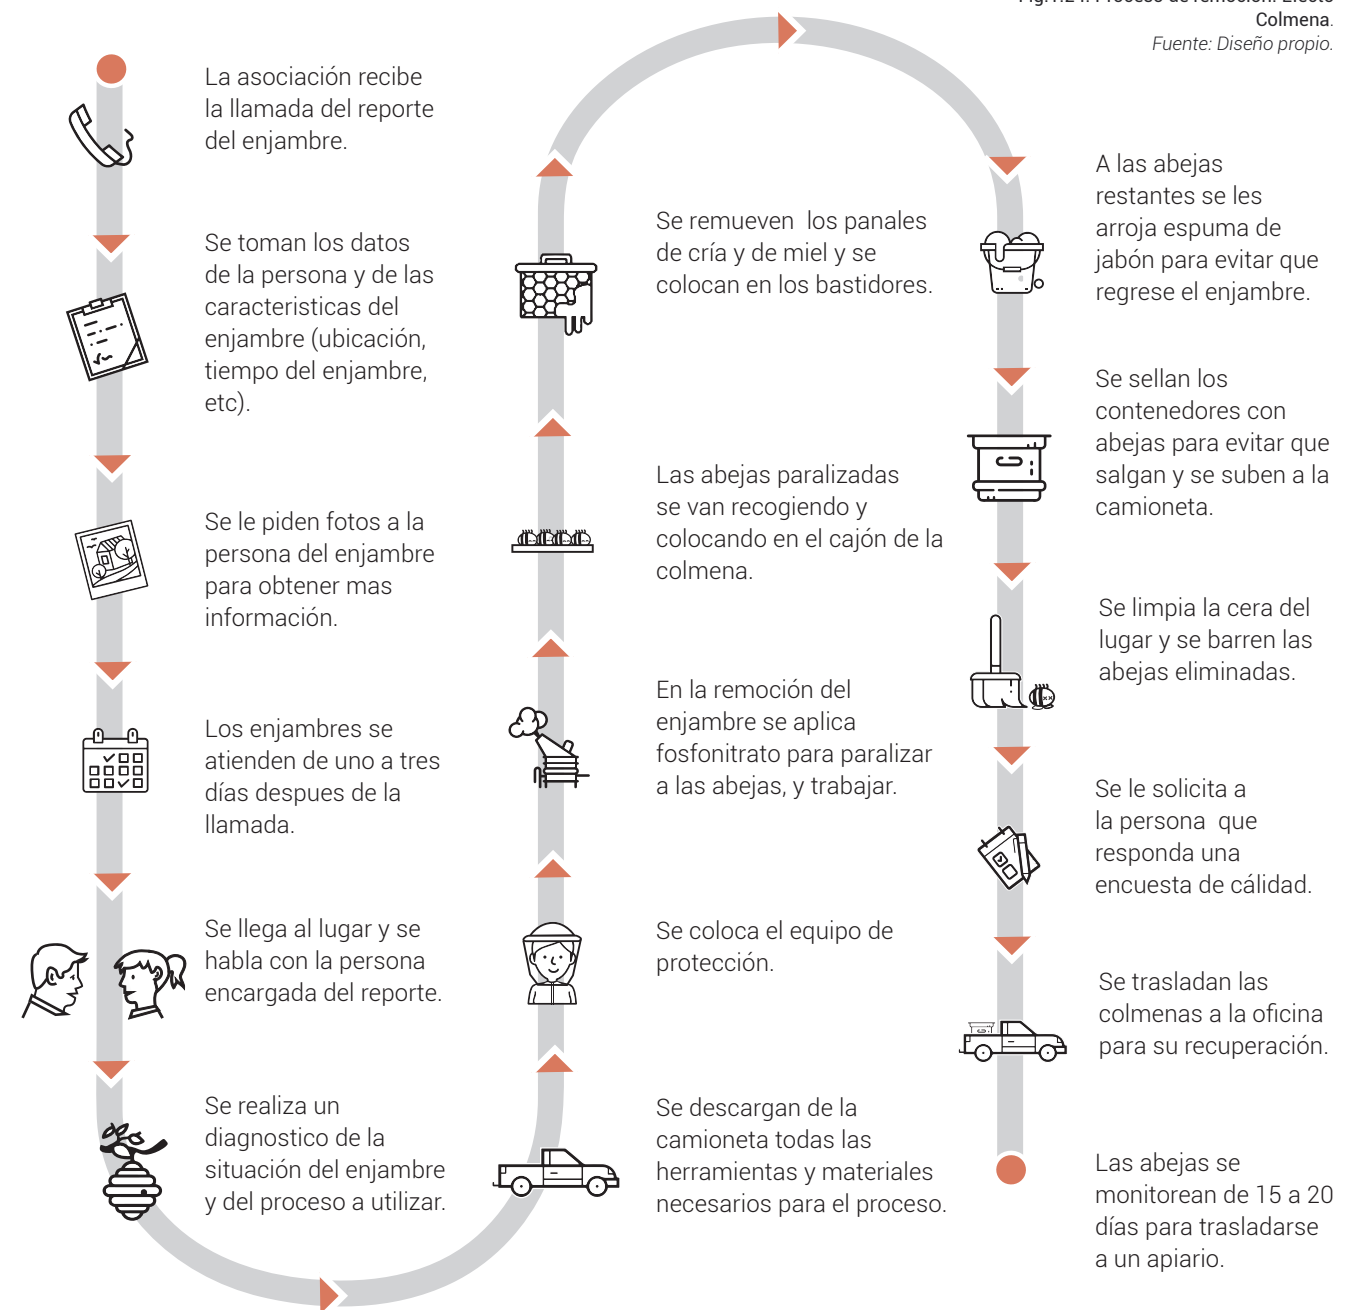 Fig.1.24. Proceso de remoción. Efecto
Colmena.
Fuente: Diseño propio.
La asociación recibe
la llamada del reporte
del enjambre.
Se toman los datos
de la persona y de las
caracteristicas del
enjambre (ubicación,
tiempo del enjambre,
etc).
Se le piden fotos a la
persona del enjambre
para obtener mas
información.
Los enjambres se
atienden de uno a tres
días despues de la
llamada.
Se llega al lugar y se
habla con la persona
encargada del reporte.
Se realiza un
diagnostico de la
situación del enjambre
y del proceso a utilizar.
Se descargan de la
camioneta todas las
herramientas y materiales
necesarios para el proceso.
Se coloca el equipo de
protección.
En la remoción del
enjambre se aplica
fosfonitrato para paralizar
a las abejas, y trabajar.
Las abejas paralizadas
se van recogiendo y
colocando en el cajón de la
colmena.
Se remueven los panales
de cría y de miel y se
colocan en los bastidores.
A las abejas
restantes se les
arroja espuma de
jabón para evitar que
regrese el enjambre.
Se sellan los
contenedores con
abejas para evitar que
salgan y se suben a la
camioneta.
Se limpia la cera del
lugar y se barren las
abejas eliminadas.
Se le solicita a
la persona que
responda una
encuesta de cálidad.
Se trasladan las
colmenas a la oficina
para su recuperación.
Las abejas se
monitorean de 15 a 20
días para trasladarse
a un apiario.